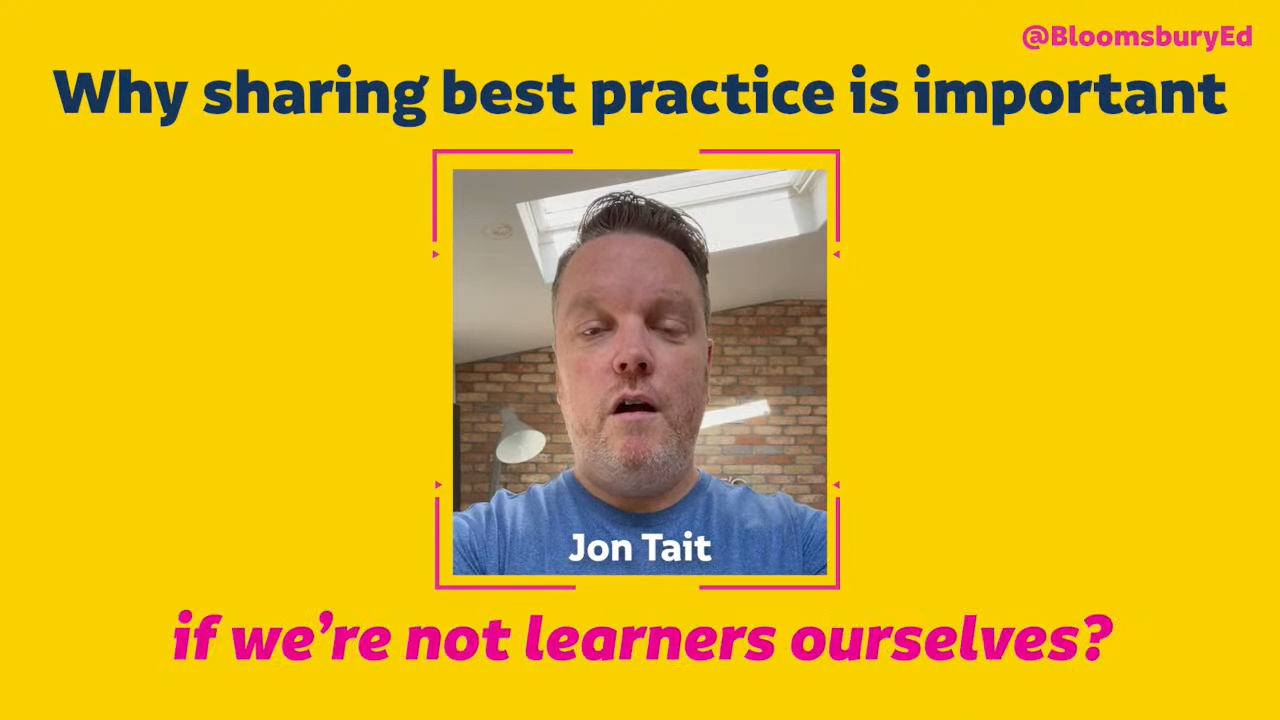 @BloomsburyEd
Why sharing best practice is important
Jon Tait
if we're not learners ourselves?